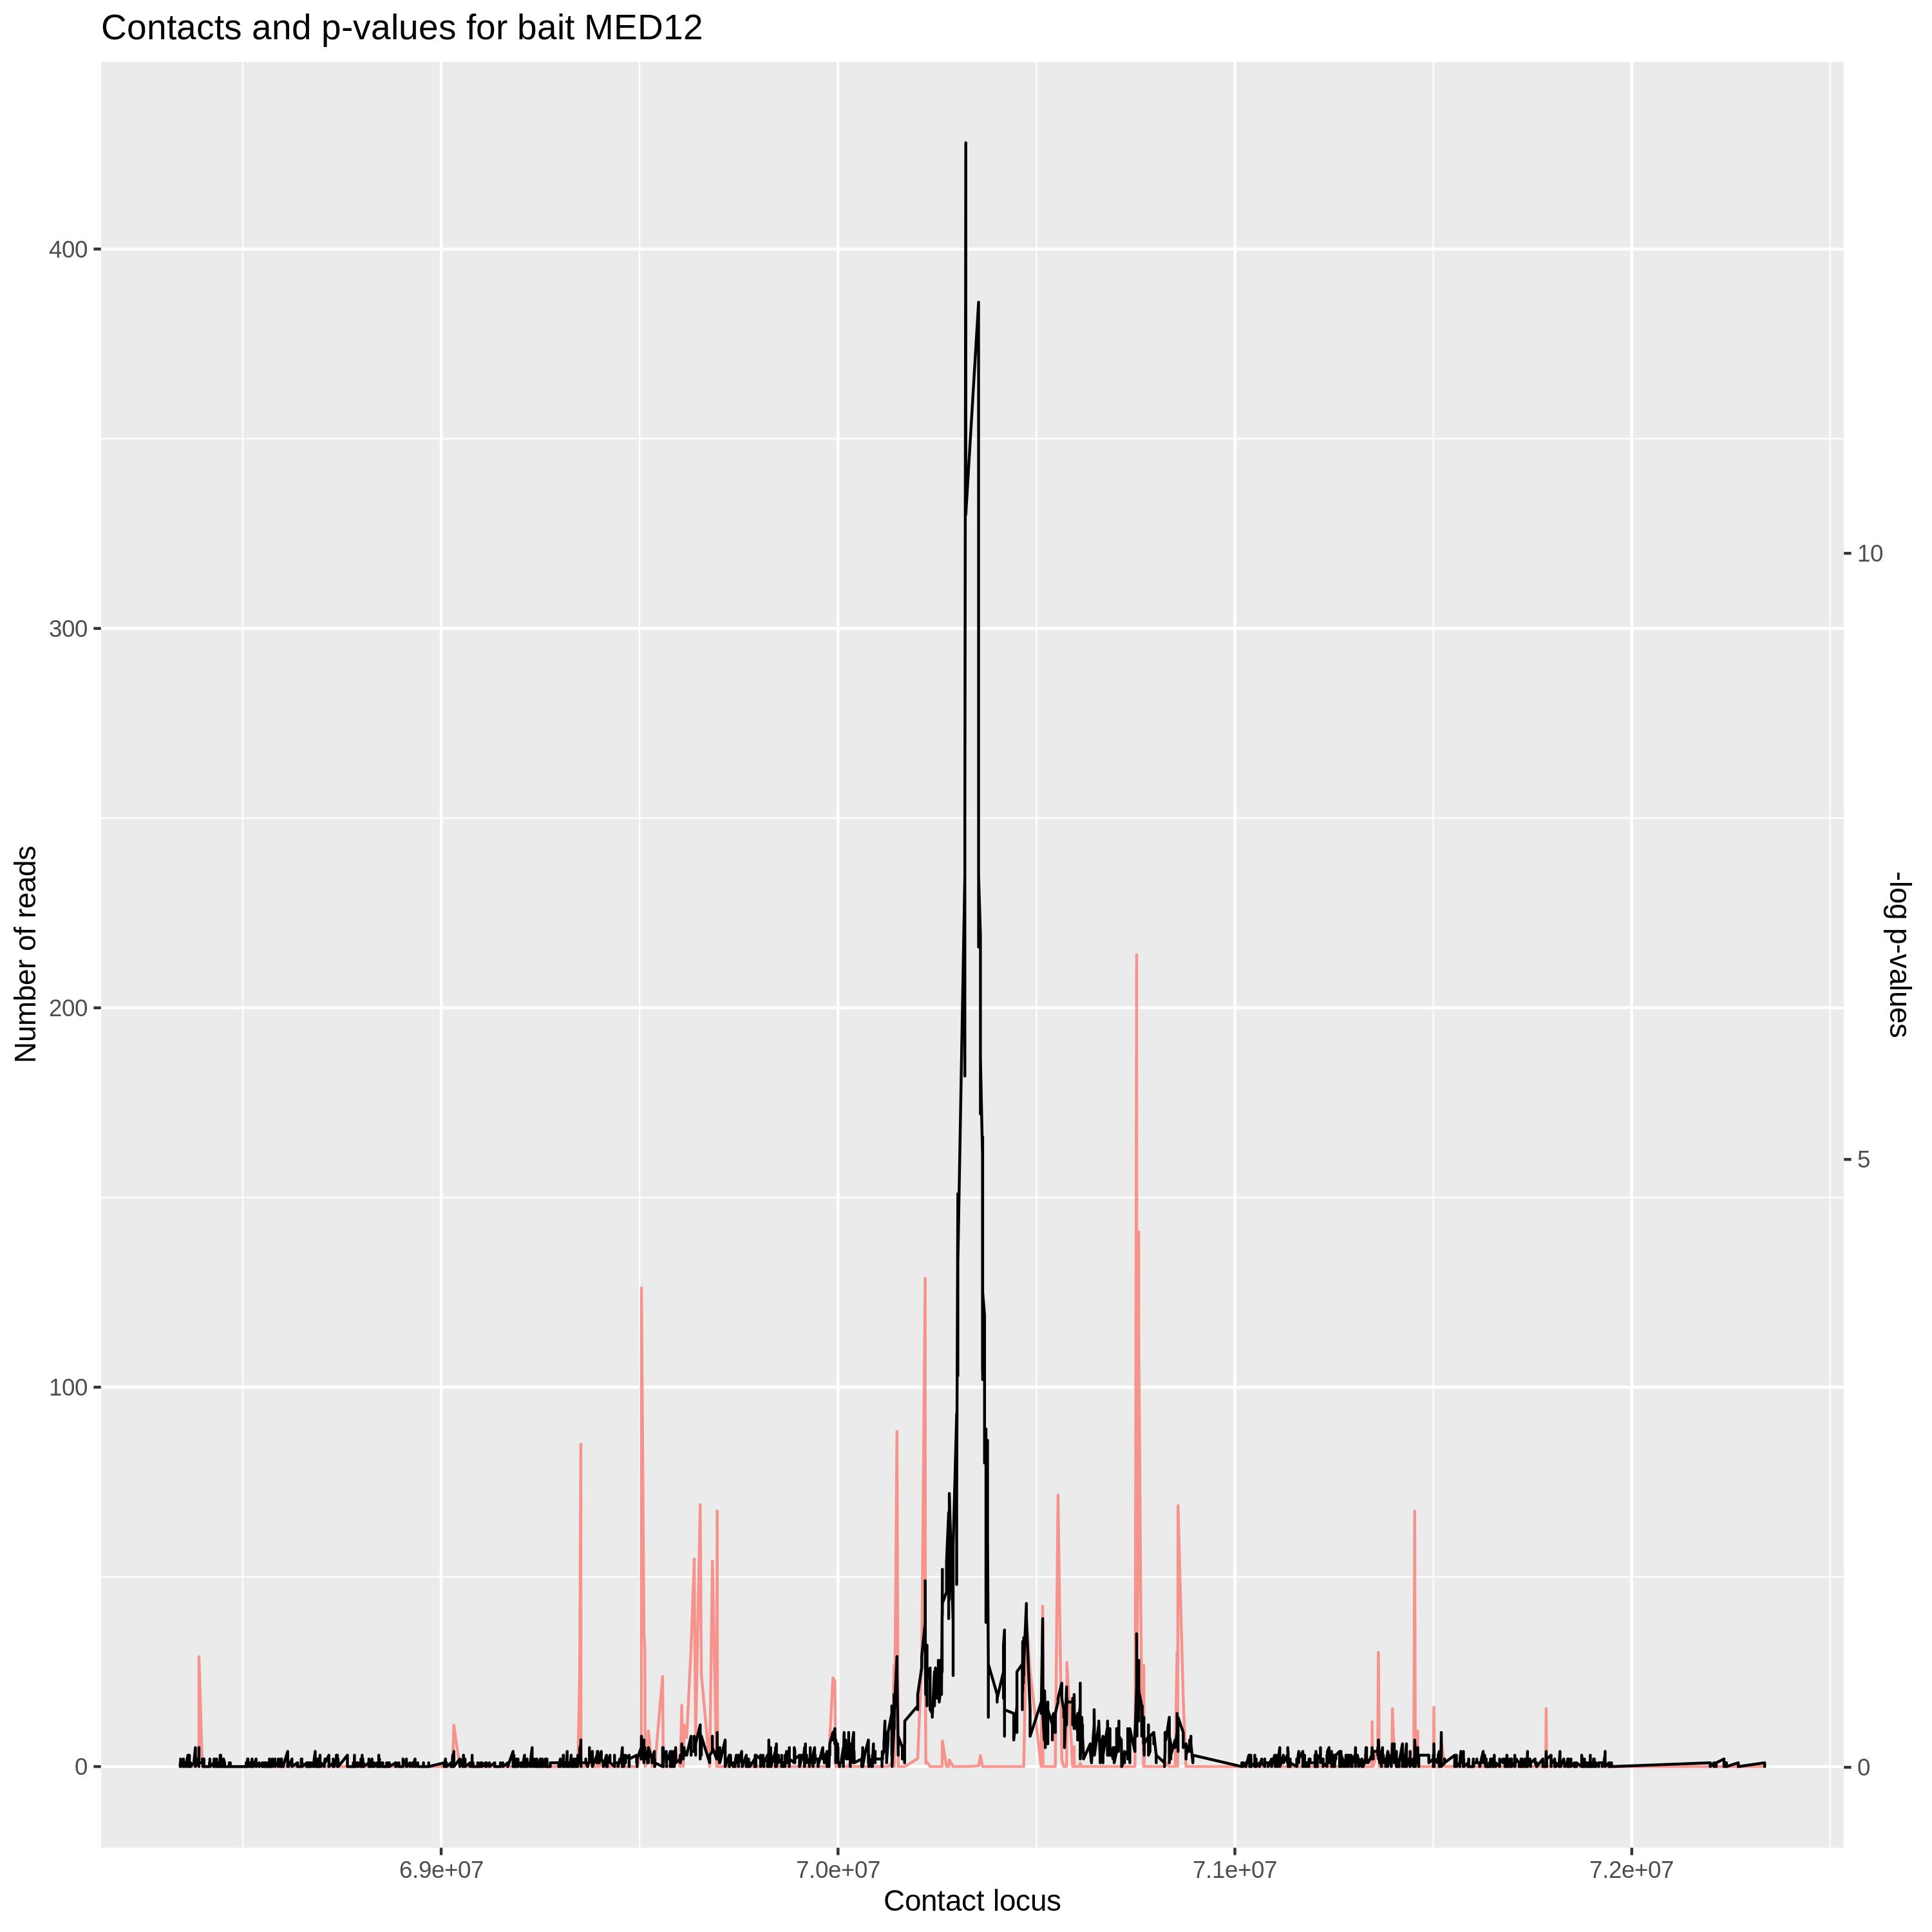 Contacts and p-values for bait MED12
400
300
200
100
0
Number of reads
10
5
0
-log p-values
6.9e+07
7.0e+07
7.1e+07
7.2e+07
Contact locus